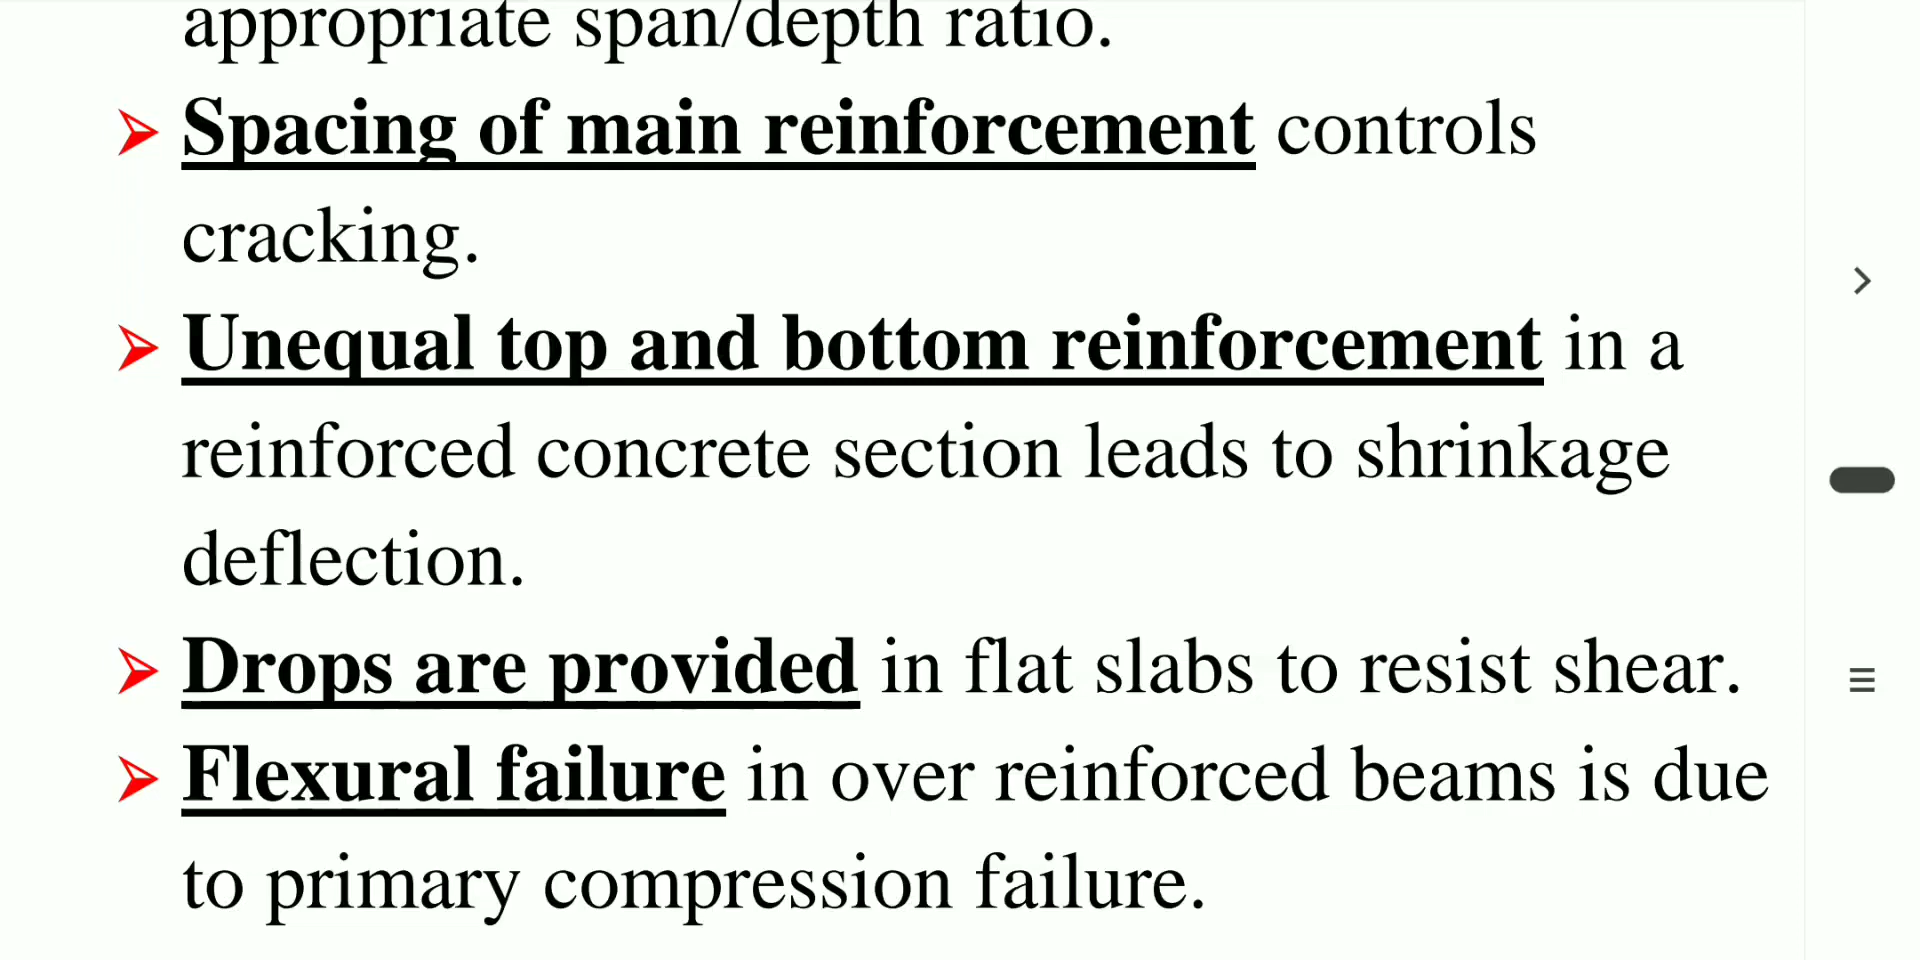 appropriate span/depth ratio.
➢ Spacing of main reinforcement controls
cracking.
➢ Unequal top and bottom reinforcement in a
reinforced concrete section leads to shrinkage
deflection.
➢ Drops are provided in flat slabs to resist shear.
➢ Flexural failure in over reinforced beams is due
to primary compression failure.